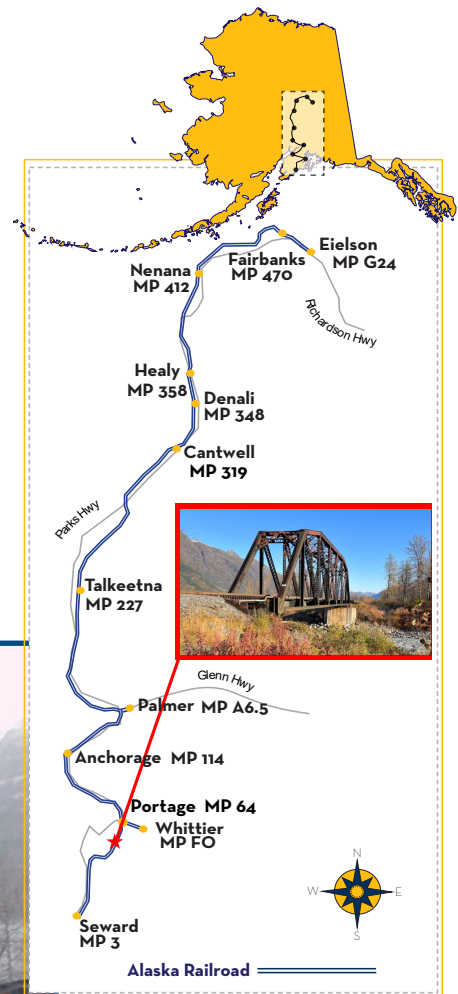 Fairbanks
MP 470
Eielson
MP G24
Nenana
MP 412
Richardson Hwy
Healy
MP 358
Denali
MP 348
Cantwell
MP 319
Parks Hwy
Talkeetna
MP 227
Glenn Hwy
Palmer MP A6.5
Anchorage MP 114
Portage MP 64
Whittier
MP FO
N
W
E
S
Seward
MP 3
Alaska Railroad